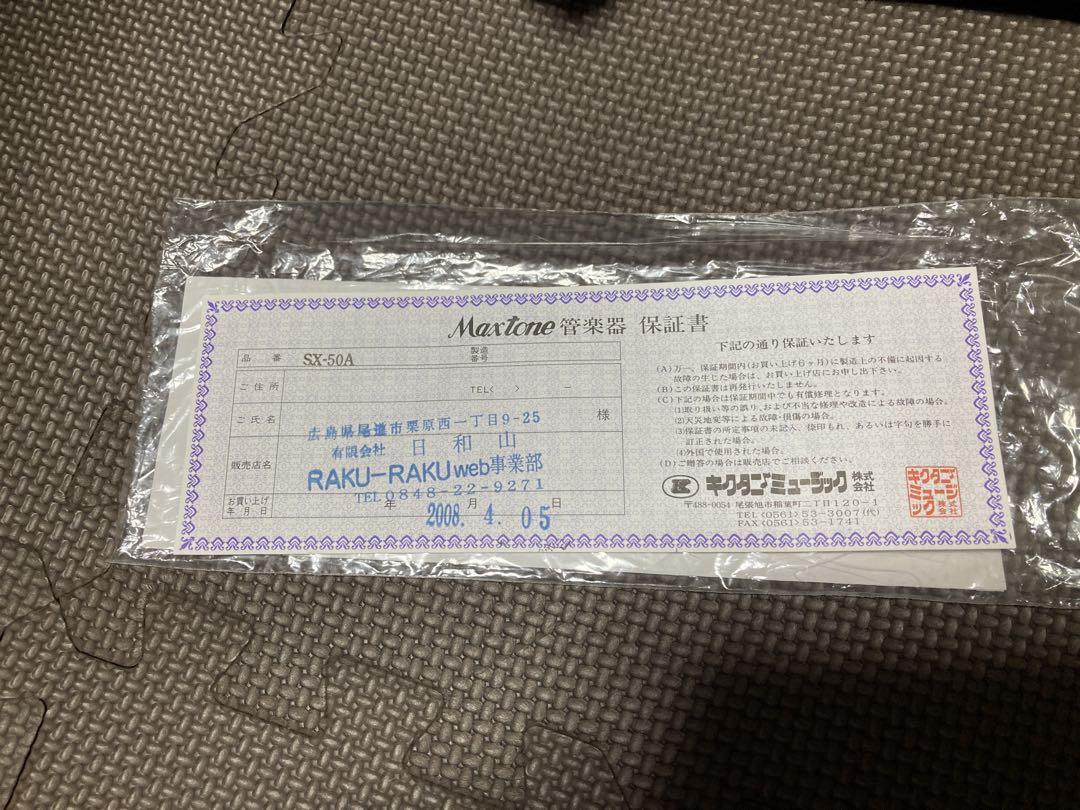 Maxtone 管楽器 保証書
品 番 SX-50A 製造番号
ご住所
TEL< > －
ご氏名 様
広島県尾道市栗原西一丁目9-25
有限会社 日和山
販売店名
RAKU－RAKU web事業部
TEL0848-22-9271
お買い上げ年.月.日 年 月 日
2008. 4. 05
下記の通り保証いたします
(A)万一、保証期間内(お買い上げ6ヶ月)に製造上の不備に起因する
故障の生じた場合は、お買い上げ店にお申し出下さい。
(B)この保証書は再発行いたしません。
(C)下記の場合は保証期間中でも有償修理となります。
(1)取り扱い等の誤り、および不当な修理や改造による故障の場合。
(2)天災地変等による故障・損傷の場合。
(3)保証書の所定事項の未記入、捺印もれ、あるいは字句を勝手に
訂正された場合。
(4)外国で使用された場合。
(D)ご贈答の場合は販売店でご相談ください。
K キクタニミュージック 株式会社
〒488-0054 尾張旭市稲葉町二丁目120-1
TEL(0561)53-3007(代)
FAX(0561)53-1741
キクタニミュージック株式会社